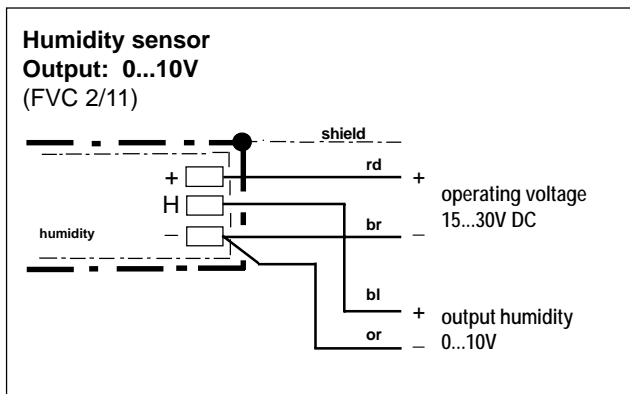 Humidity sensor
Output: 0...10V
(FVC 2/11)
shield
rd
+
+
operating voltage
H
15...30V DC
humidity
–
br
–
bl
+
output humidity
or
–
0...10V